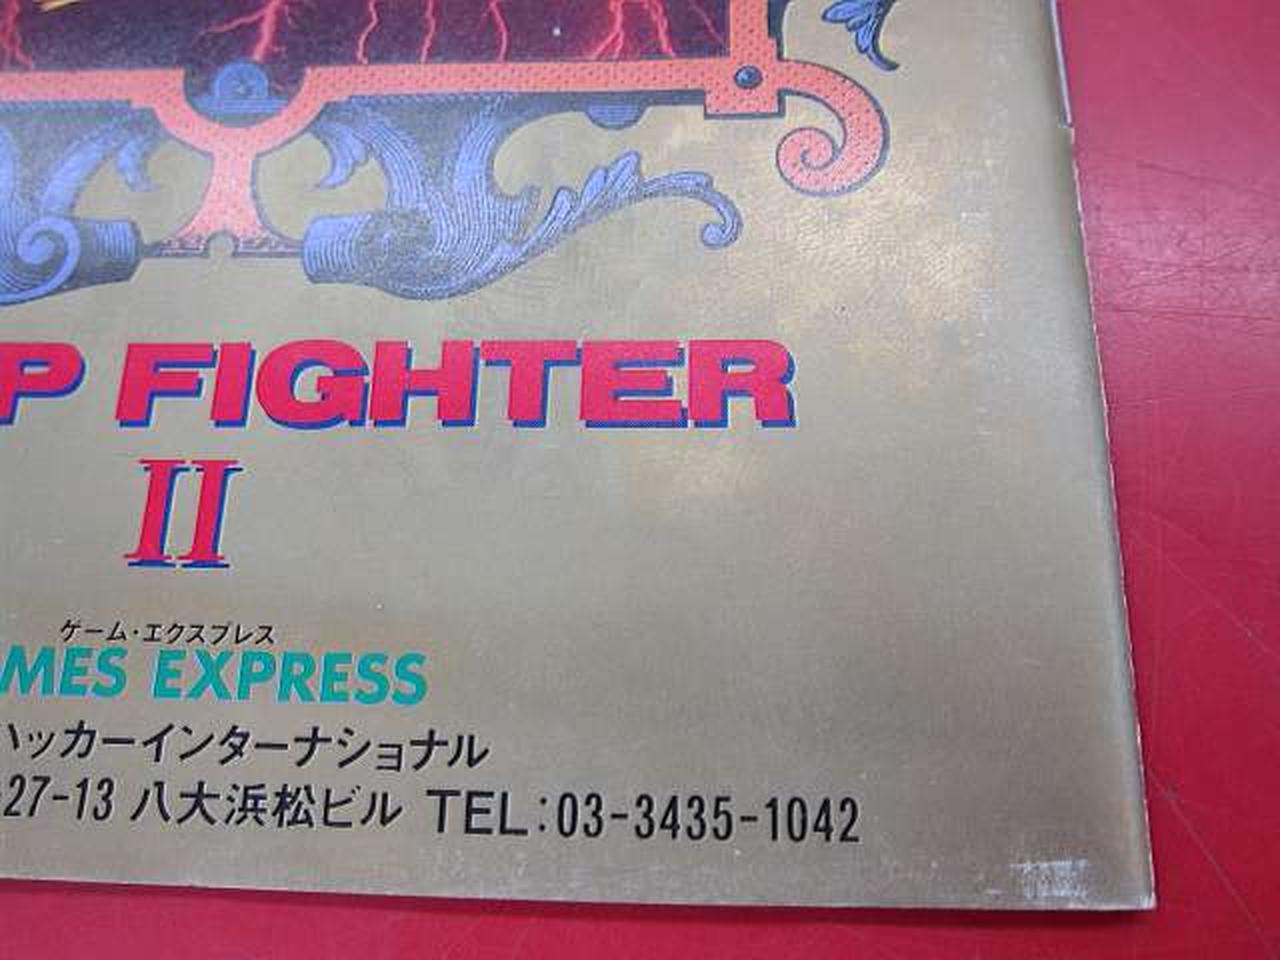 P FIGHTER
II
ゲーム・エクスプレス
MES EXPRESS
ハッカーインターナショナル
27-13 八大浜松ビル TEL:03-3435-1042